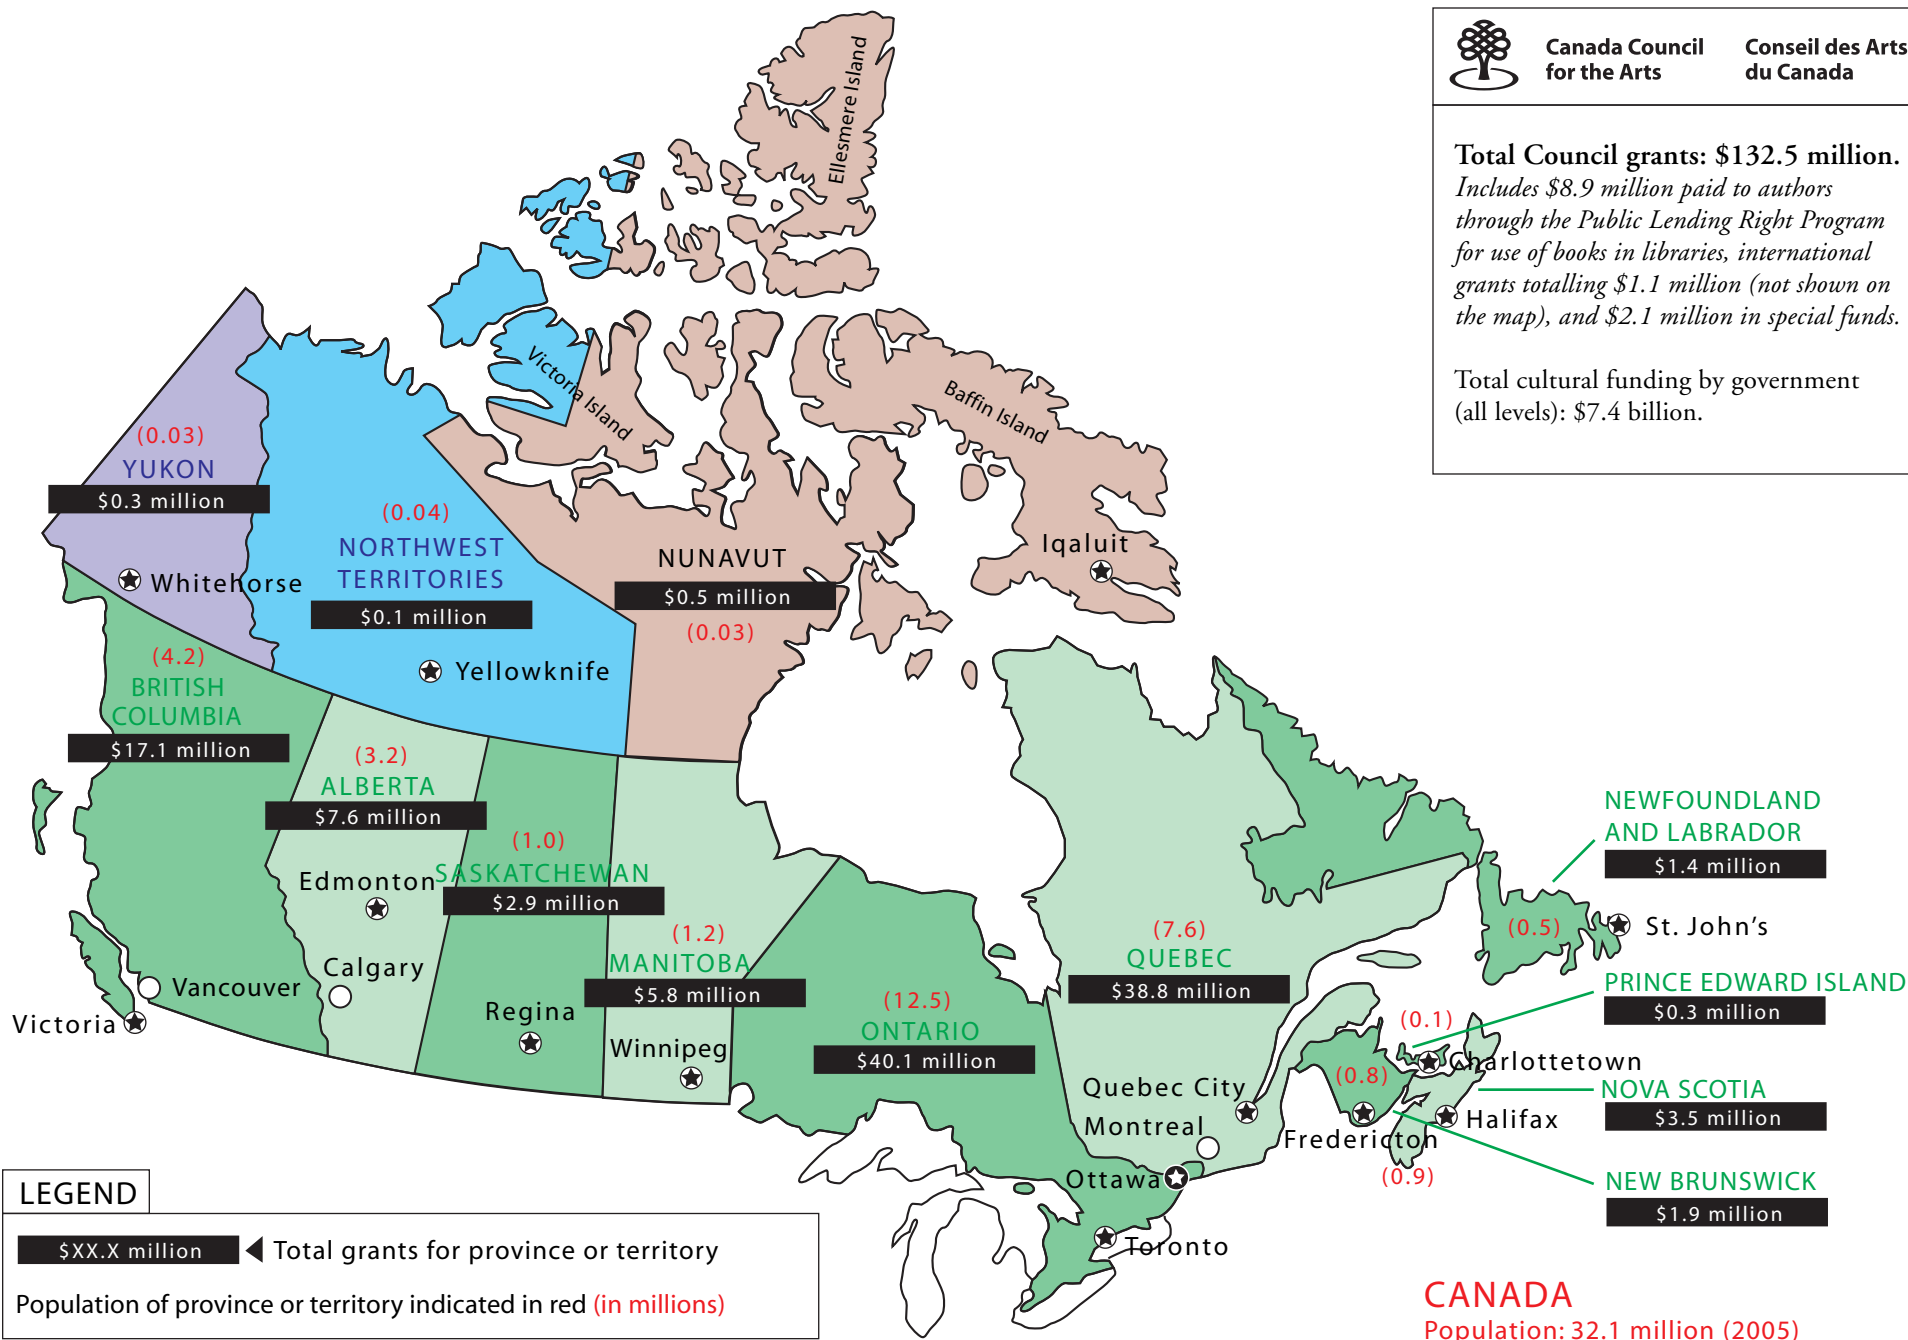 Canada Council
for the Arts
Conseil des Arts
du Canada
Total Council grants: $132.5 million.
Includes $8.9 million paid to authors
through the Public Lending Right Program
for use of books in libraries, international
grants totalling $1.1 million (not shown on
the map), and $2.1 million in special funds.
Total cultural funding by government
(all levels): $7.4 billion.
Ellesmere Island
Victoria Island
Baffin Island
(0.03)
YUKON
$0.3 million
Whitehorse
(0.04)
NORTHWEST
TERRITORIES
$0.1 million
Yellowknife
NUNAVUT
$0.5 million
(0.03)
Iqaluit
(4.2)
BRITISH
COLUMBIA
$17.1 million
Vancouver
Victoria
(3.2)
ALBERTA
$7.6 million
Edmonton
Calgary
(1.0)
SASKATCHEWAN
$2.9 million
Regina
(1.2)
MANITOBA
$5.8 million
Winnipeg
(12.5)
ONTARIO
$40.1 million
Ottawa
Toronto
(7.6)
QUEBEC
$38.8 million
Quebec City
Montreal
NEWFOUNDLAND
AND LABRADOR
$1.4 million
(0.5)
St. John's
PRINCE EDWARD ISLAND
$0.3 million
(0.1)
Charlottetown
NOVA SCOTIA
$3.5 million
Halifax
(0.9)
(0.8)
Fredericton
NEW BRUNSWICK
$1.9 million
LEGEND
$XX.X million
Total grants for province or territory
Population of province or territory indicated in red (in millions)
CANADA
Population: 32.1 million (2005)